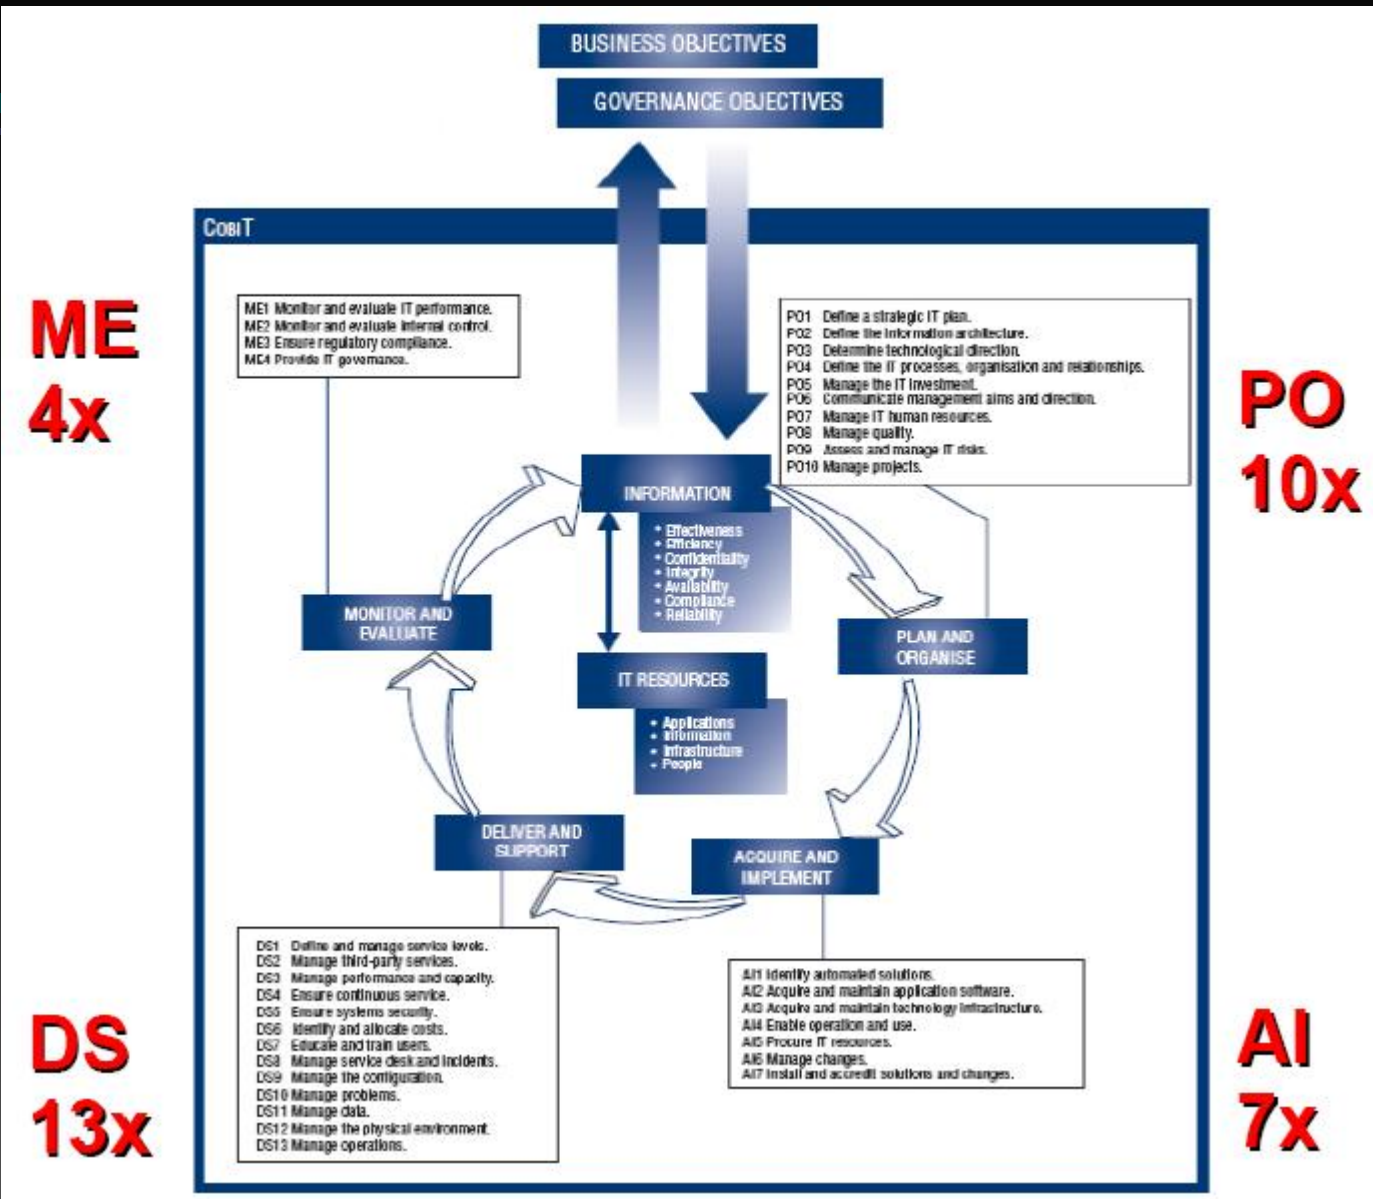 BUSINESS OBJECTIVES
GOVERNANCE OBJECTIVES
COBIT
ME
4x
ME1 Monitor and evaluate IT performance.
ME2 Monitor and evaluate internal control.
ME3 Ensure regulatory compliance.
ME4 Provide IT governance.
PO1 Define a strategic IT plan.
PO2 Define the information architecture.
PO3 Determine technological direction.
PO4 Define the IT processes, organisation and relationships.
PO5 Manage the IT investment.
PO6 Communicate management aims and direction.
PO7 Manage IT human resources.
PO8 Manage quality.
PO9 Assess and manage IT risks.
PO10 Manage projects.
PO
10x
INFORMATION
• Effectiveness
• Efficiency
• Confidentiality
• Integrity
• Availability
• Compliance
• Reliability
MONITOR AND
EVALUATE
PLAN AND
ORGANISE
IT RESOURCES
• Applications
• Information
• Infrastructure
• People
DELIVER AND
SUPPORT
ACQUIRE AND
IMPLEMENT
DS
13x
DS1 Define and manage service levels.
DS2 Manage third-party services.
DS3 Manage performance and capacity.
DS4 Ensure continuous service.
DS5 Ensure systems security.
DS6 Identify and allocate costs.
DS7 Educate and train users.
DS8 Manage service desk and incidents.
DS9 Manage the configuration.
DS10 Manage problems.
DS11 Manage data.
DS12 Manage the physical environment.
DS13 Manage operations.
AI1 Identify automated solutions.
AI2 Acquire and maintain application software.
AI3 Acquire and maintain technology infrastructure.
AI4 Enable operation and use.
AI5 Procure IT resources.
AI6 Manage changes.
AI7 Install and accredit solutions and changes.
AI
7x